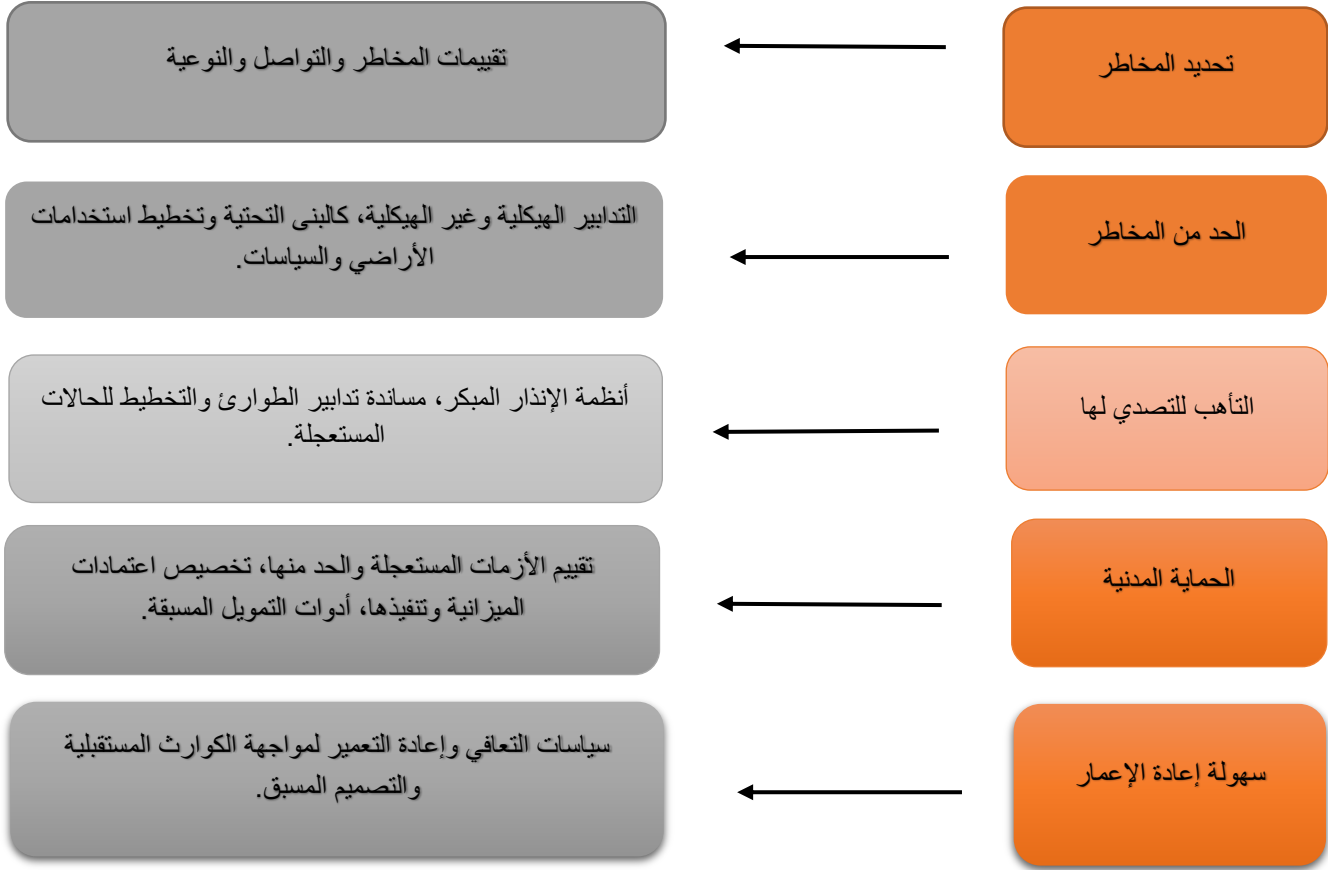 تحديد المخاطر
تقييمات المخاطر والتواصل والنوعية
الحد من المخاطر
التدابير الهيكلية وغير الهيكلية، كالبنى التحتية وتخطيط استخدامات
الأراضي والسياسات.
التأهب للتصدي لها
أنظمة الإنذار المبكر، مساندة تدابير الطوارئ والتخطيط للحالات
المستعجلة.
الحماية المدنية
تقييم الأزمات المستعجلة والحد منها، تخصيص اعتمادات
الميزانية وتنفيذها، أدوات التمويل المسبقة.
سهولة إعادة الإعمار
سياسات التعافي وإعادة التعمير لمواجهة الكوارث المستقبلية
والتصميم المسبق.